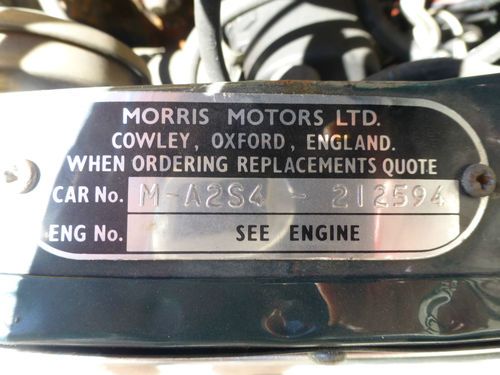 MORRIS MOTORS LTD.
COWLEY, OXFORD, ENGLAND.
WHEN ORDERING REPLACEMENTS QUOTE
CAR No. M-A2S4 - 212594
ENG No. SEE ENGINE